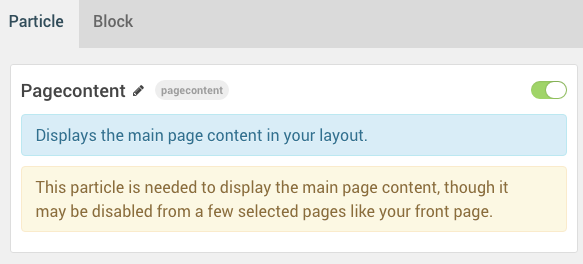 Particle Block
Pagecontent pagecontent
Displays the main page content in your layout.
This particle is needed to display the main page content, though it
may be disabled from a few selected pages like your front page.